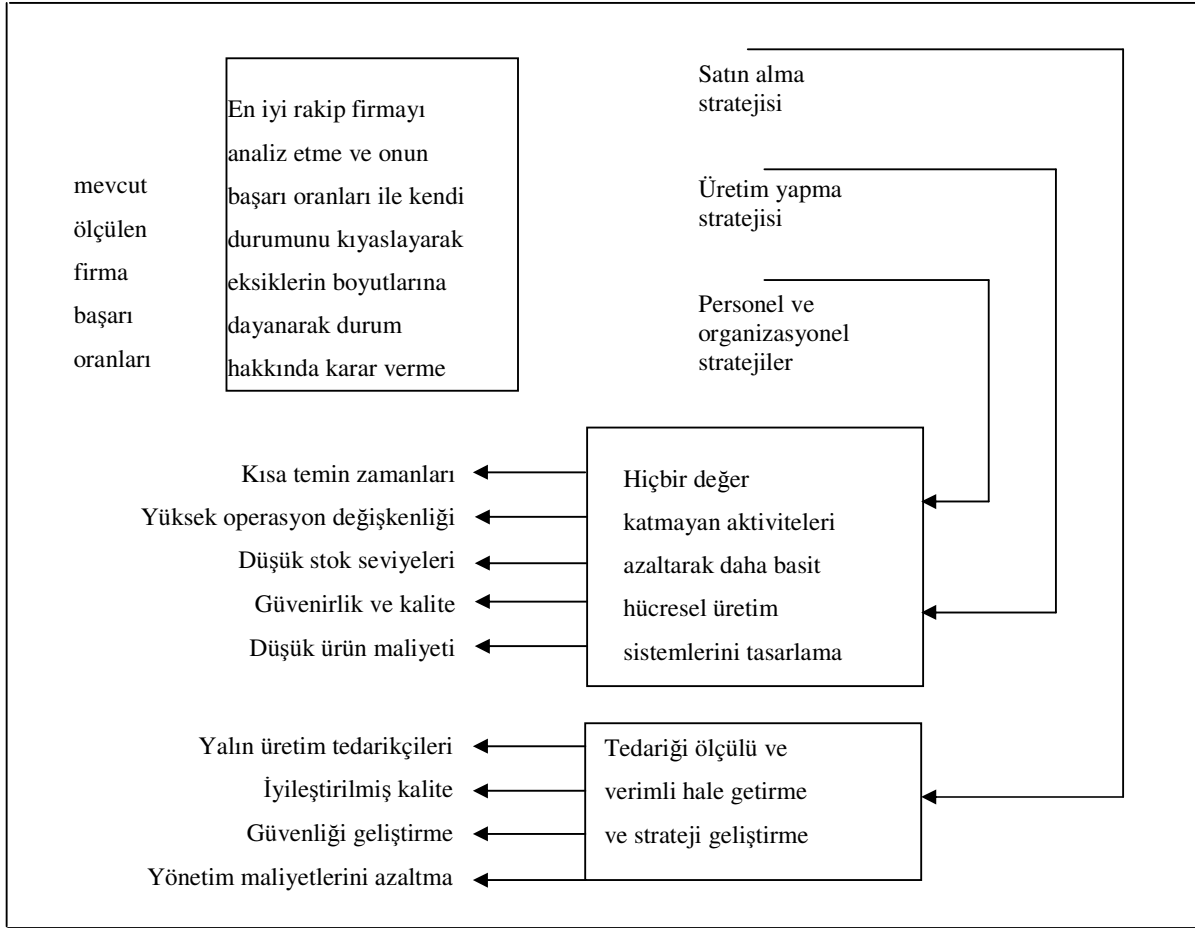 mevcut
ölçülen
firma
başarı
oranları
En iyi rakip firmayı
analiz etme ve onun
başarı oranları ile kendi
durumunu kıyaslayarak
eksiklerin boyutlarına
dayanarak durum
hakkında karar verme
Satın alma
stratejisi
Üretim yapma
stratejisi
Personel ve
organizasyonel
stratejiler
Kısa temin zamanları
Yüksek operasyon değişkenliği
Düşük stok seviyeleri
Güvenirlik ve kalite
Düşük ürün maliyeti
Hiçbir değer
katmayan aktiviteleri
azaltarak daha basit
hücresel üretim
sistemlerini tasarlama
Yalın üretim tedarikçileri
İyileştirilmiş kalite
Güvenliği geliştirme
Yönetim maliyetlerini azaltma
Tedariği ölçülü ve
verimli hale getirme
ve strateji geliştirme